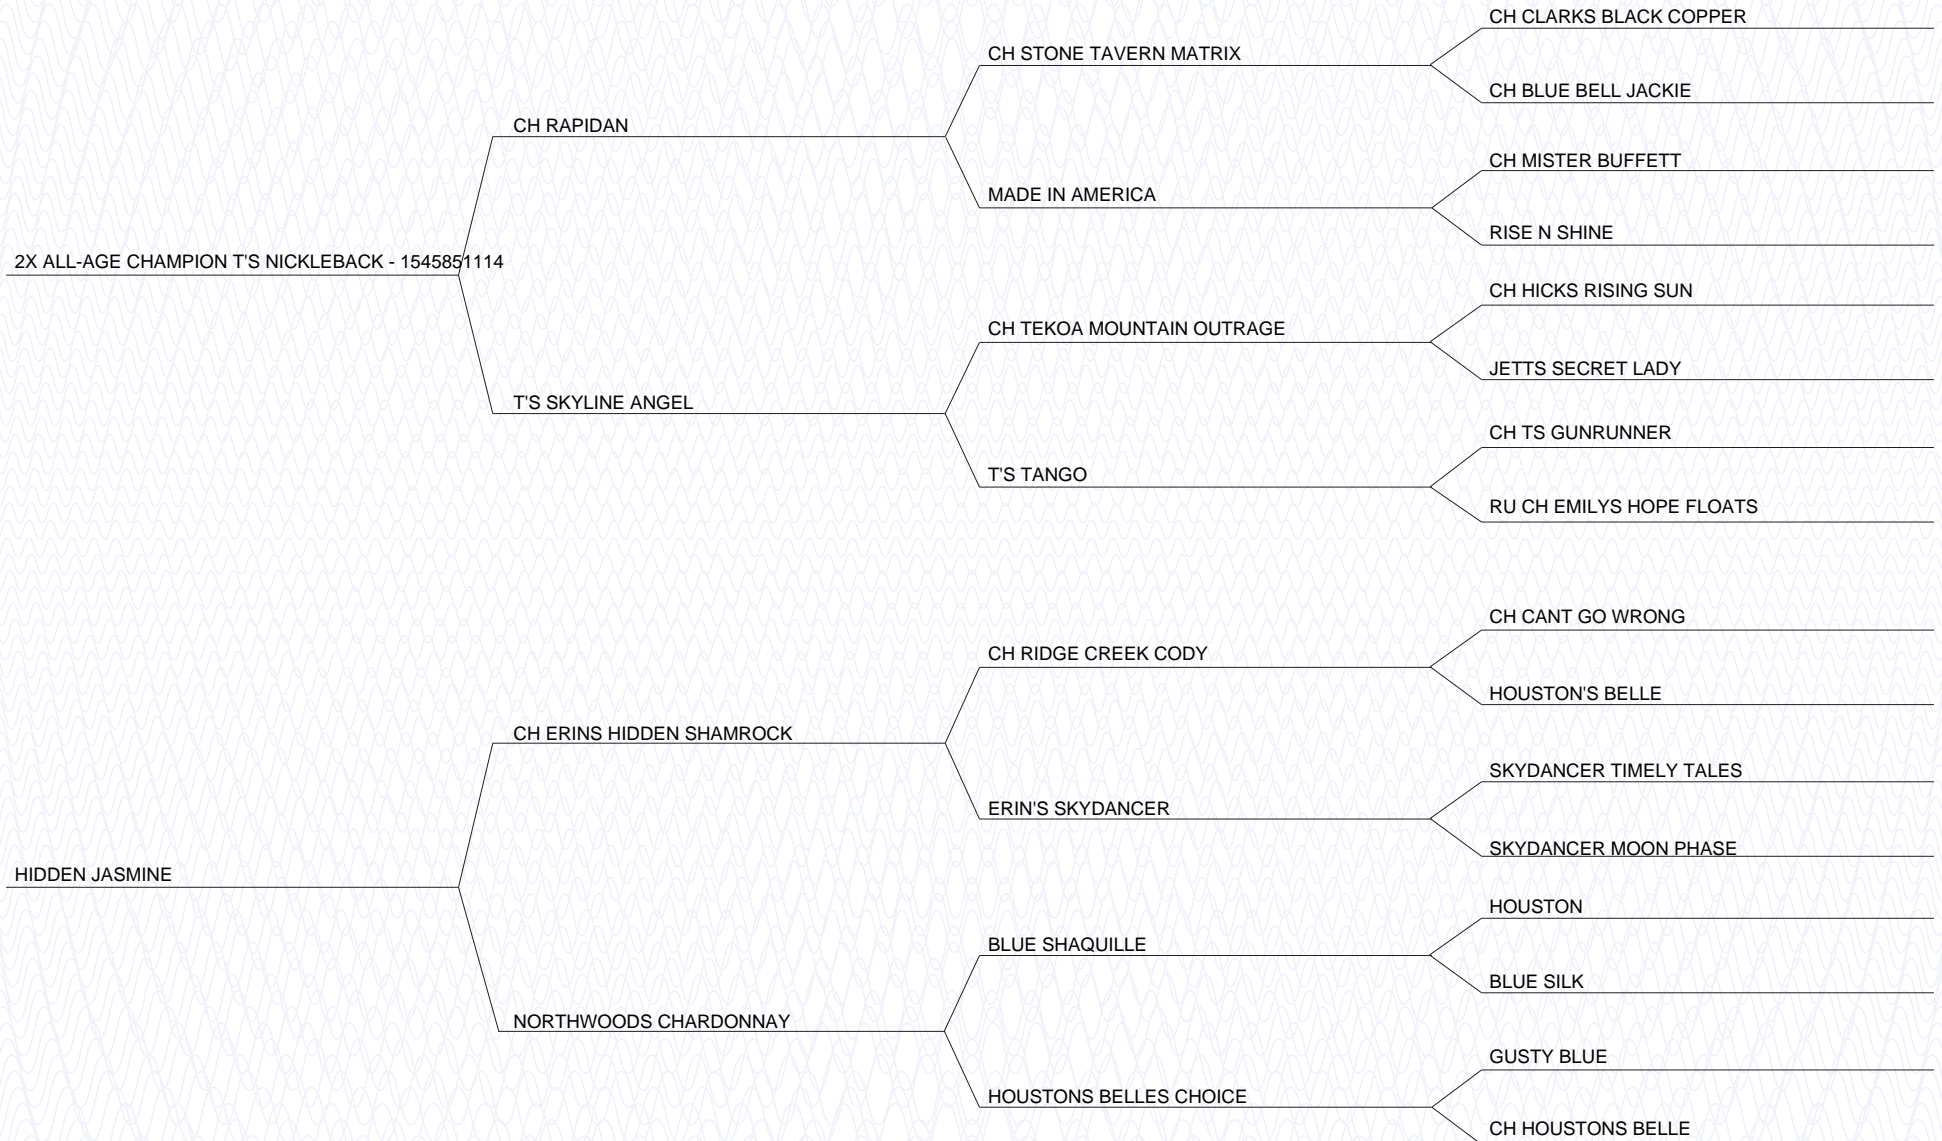 CH CLARKS BLACK COPPER
CH STONE TAVERN MATRIX
CH BLUE BELL JACKIE
CH RAPIDAN
CH MISTER BUFFETT
MADE IN AMERICA
RISE N SHINE
2X ALL-AGE CHAMPION T'S NICKLEBACK - 1545851114
CH HICKS RISING SUN
CH TEKOA MOUNTAIN OUTRAGE
JETTS SECRET LADY
T'S SKYLINE ANGEL
CH TS GUNRUNNER
T'S TANGO
RU CH EMILYS HOPE FLOATS
CH CANT GO WRONG
CH RIDGE CREEK CODY
HOUSTON'S BELLE
CH ERINS HIDDEN SHAMROCK
SKYDANCER TIMELY TALES
ERIN'S SKYDANCER
SKYDANCER MOON PHASE
HIDDEN JASMINE
HOUSTON
BLUE SHAQUILLE
BLUE SILK
NORTHWOODS CHARDONNAY
GUSTY BLUE
HOUSTONS BELLES CHOICE
CH HOUSTONS BELLE